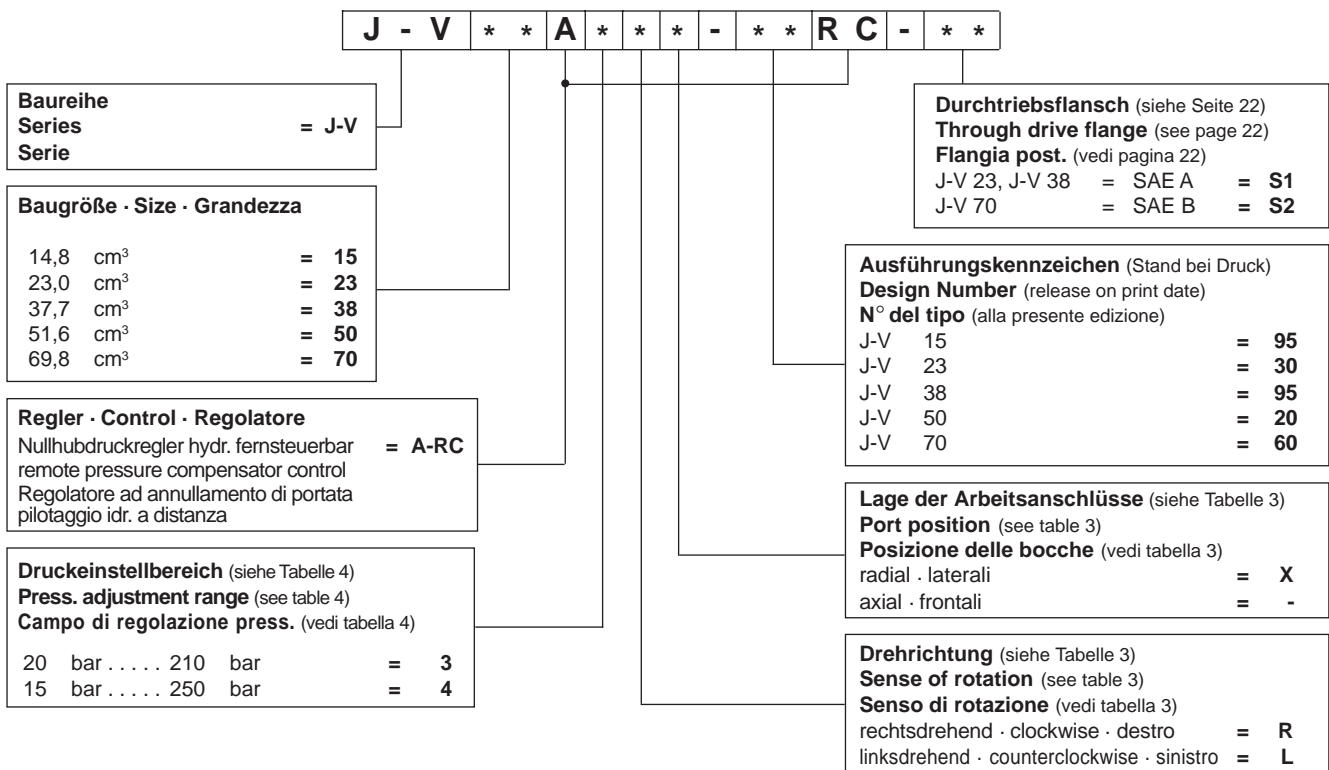 J - V * * A * * * - * * R C - * *
Baureihe
Series = J-V
Serie
Baugröße · Size · Grandezza
14,8 cm³ = 15
23,0 cm³ = 23
37,7 cm³ = 38
51,6 cm³ = 50
69,8 cm³ = 70
Regler · Control · Regolatore
Nullhubdruckregler hydr. fernsteuerbar = A-RC
remote pressure compensator control
Regolatore ad annullamento di portata
pilotaggio idr. a distanza
Druckeinstellbereich (siehe Tabelle 4)
Press. adjustment range (see table 4)
Campo di regolazione press. (vedi tabella 4)
20 bar . . . . . 210 bar = 3
15 bar . . . . . 250 bar = 4
Durchtriebsflansch (siehe Seite 22)
Through drive flange (see page 22)
Flangia post. (vedi pagina 22)
J-V 23, J-V 38 = SAE A = S1
J-V 70 = SAE B = S2
Ausführungskennzeichen (Stand bei Druck)
Design Number (release on print date)
N° del tipo (alla presente edizione)
J-V 15 = 95
J-V 23 = 30
J-V 38 = 95
J-V 50 = 20
J-V 70 = 60
Lage der Arbeitsanschlüsse (siehe Tabelle 3)
Port position (see table 3)
Posizione delle bocche (vedi tabella 3)
radial · laterali = X
axial · frontali = -
Drehrichtung (siehe Tabelle 3)
Sense of rotation (see table 3)
Senso di rotazione (vedi tabella 3)
rechtsdrehend · clockwise · destro = R
linksdrehend · counterclockwise · sinistro = L